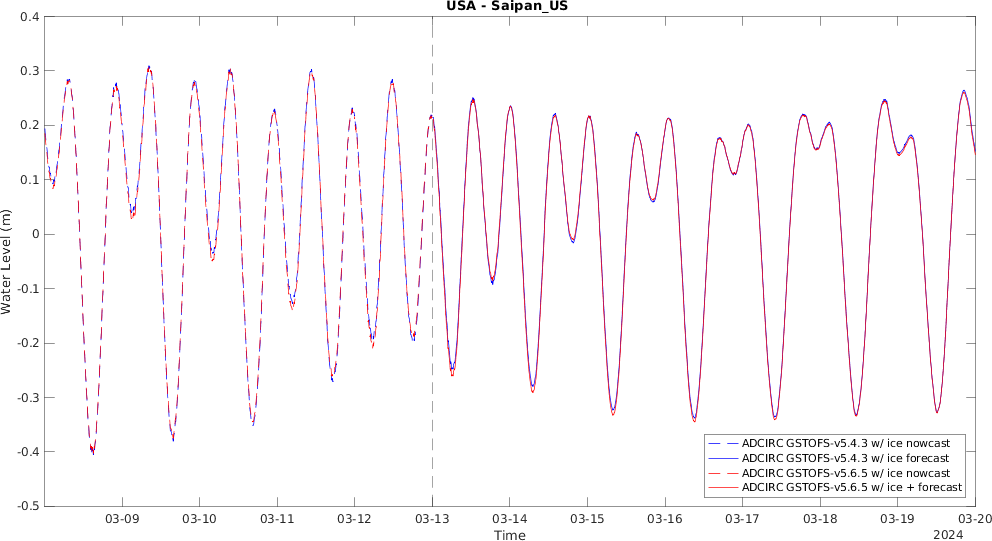 USA - Saipan_US
0.4
0.3
0.2
0.1
0
-0.1
-0.2
-0.3
-0.4
-0.5
Water Level (m)
ADCIRC GSTOFS-v5.4.3 w/ ice nowcast
ADCIRC GSTOFS-v5.4.3 w/ ice forecast
ADCIRC GSTOFS-v5.6.5 w/ ice nowcast
ADCIRC GSTOFS-v5.6.5 w/ ice + forecast
03-09 03-10 03-11 03-12 03-13 03-14 03-15 03-16 03-17 03-18 03-19 03-20
Time
2024